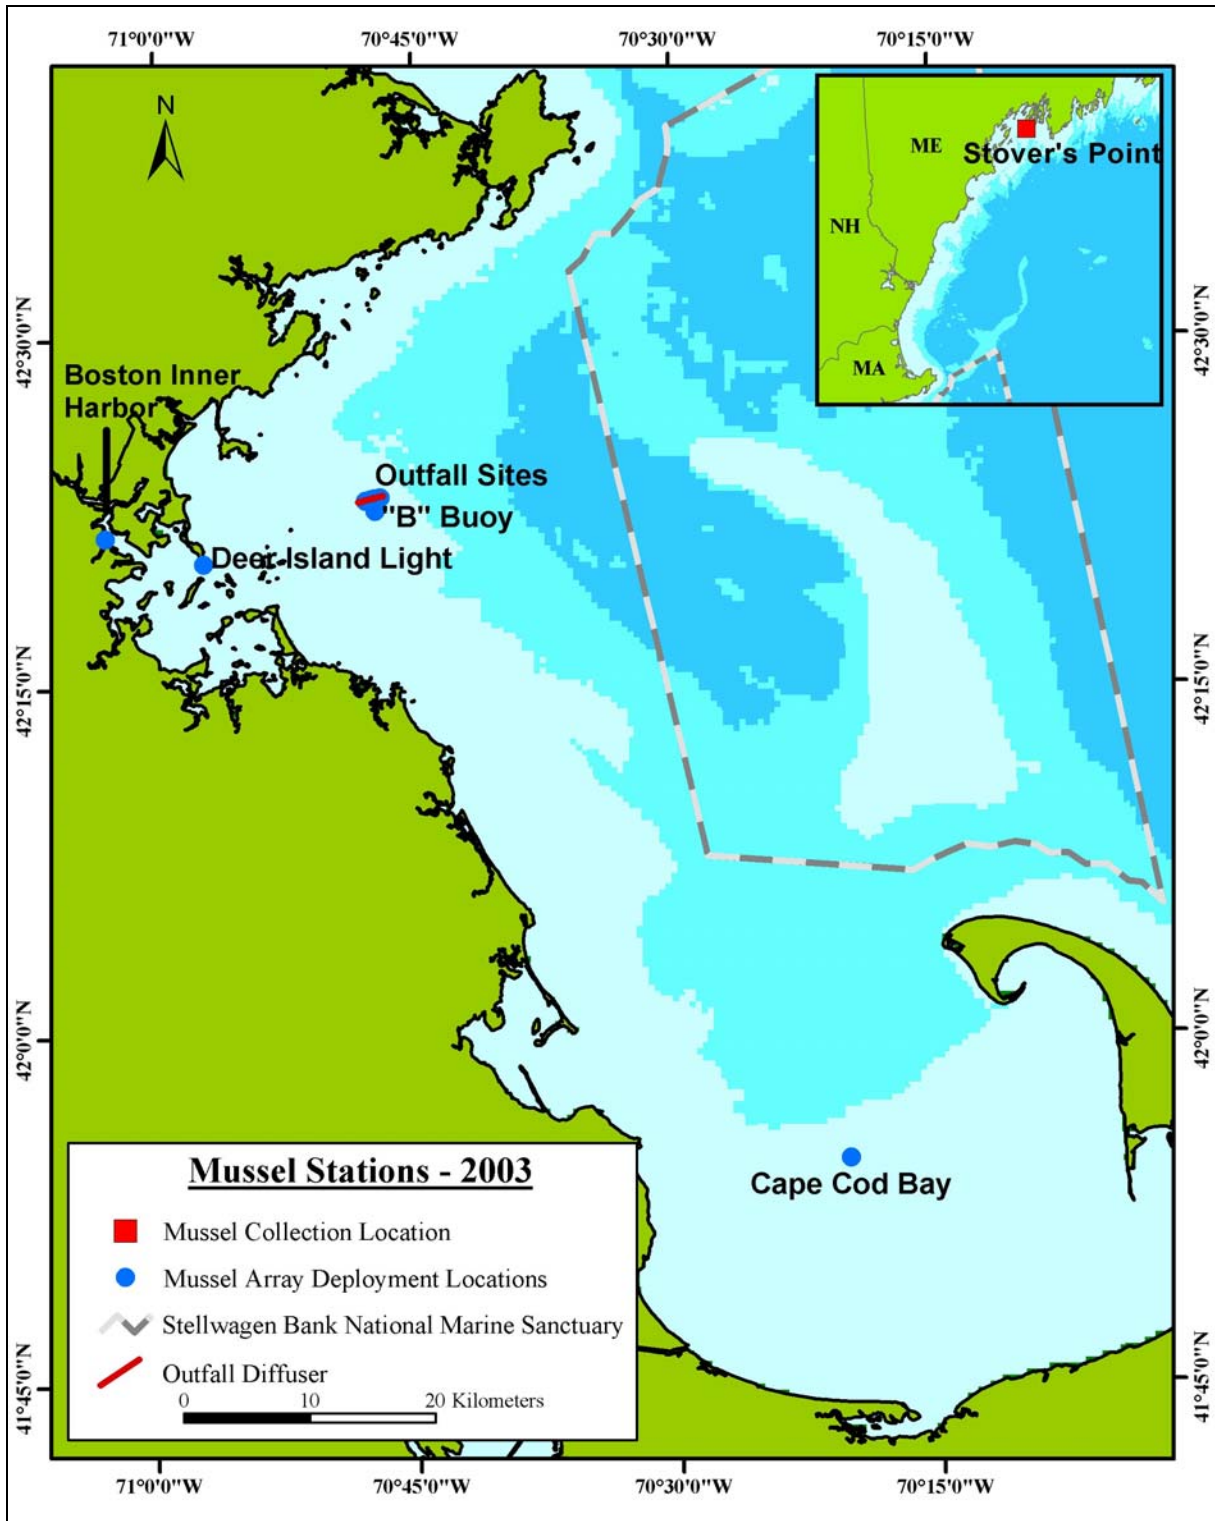 71°0'0"W 70°45'0"W 70°30'0"W 70°15'0"W
N
ME
Stover's Point
NH
MA
42°30'0"N
42°30'0"N
Boston Inner
Harbor
Outfall Sites
"B" Buoy
Deer Island Light
42°15'0"N
42°15'0"N
42°0'0"N
42°0'0"N
Cape Cod Bay
Mussel Stations - 2003
Mussel Collection Location
Mussel Array Deployment Locations
Stellwagen Bank National Marine Sanctuary
Outfall Diffuser
0 10 20 Kilometers
41°45'0"N
41°45'0"N
71°0'0"W 70°45'0"W 70°30'0"W 70°15'0"W